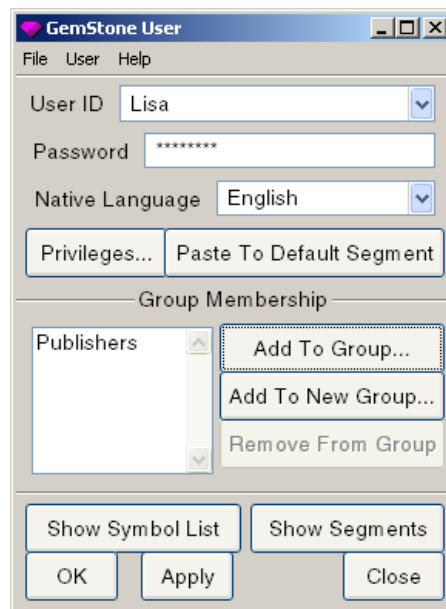 GemStone User
File User Help
User ID Lisa
Password ********
Native Language English
Privileges... Paste To Default Segment
Group Membership
Publishers
Add To Group...
Add To New Group...
Remove From Group
Show Symbol List Show Segments
OK Apply Close